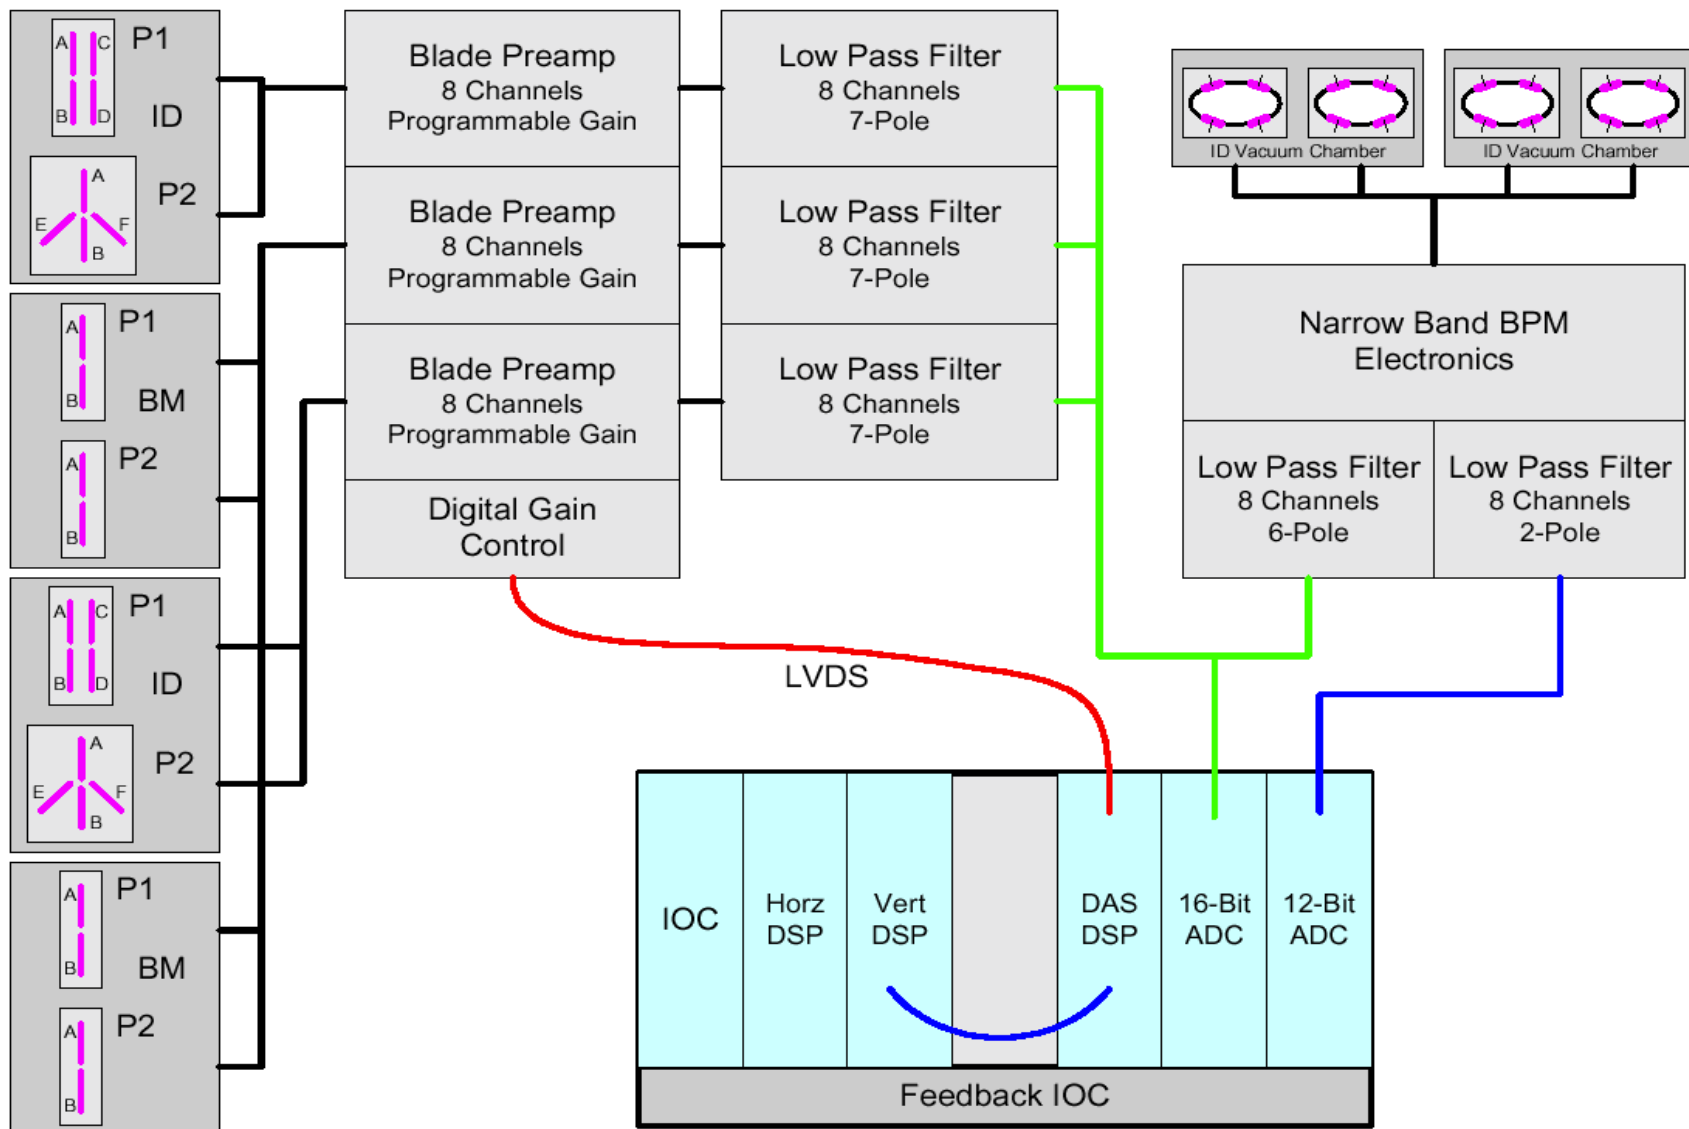 A
C
P1
B
D
ID
A
P2
E
F
B
A
P1
B
BM
A
P2
B
A
C
P1
B
D
ID
A
P2
E
F
B
A
P1
B
BM
A
P2
B
Blade Preamp
8 Channels
Programmable Gain
Blade Preamp
8 Channels
Programmable Gain
Blade Preamp
8 Channels
Programmable Gain
Digital Gain
Control
Low Pass Filter
8 Channels
7-Pole
Low Pass Filter
8 Channels
7-Pole
Low Pass Filter
8 Channels
7-Pole
ID Vacuum Chamber
ID Vacuum Chamber
Narrow Band BPM
Electronics
Low Pass Filter
8 Channels
6-Pole
Low Pass Filter
8 Channels
2-Pole
LVDS
IOC
Horz
DSP
Vert
DSP
DAS
DSP
16-Bit
ADC
12-Bit
ADC
Feedback IOC